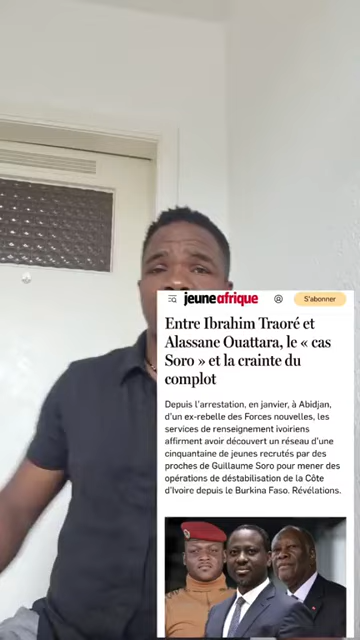 jeuneafrique
S'abonner
Entre Ibrahim Traoré et
Alassane Ouattara, le « cas
Soro » et la crainte du
complot
Depuis l'arrestation, en janvier, à Abidjan,
d'un ex-rebelle des Forces nouvelles, les
services de renseignement ivoiriens
affirment avoir découvert un réseau d'une
cinquantaine de jeunes recrutés par des
proches de Guillaume Soro pour mener des
opérations de déstabilisation de la Côte
d'Ivoire depuis le Burkina Faso. Révélations.